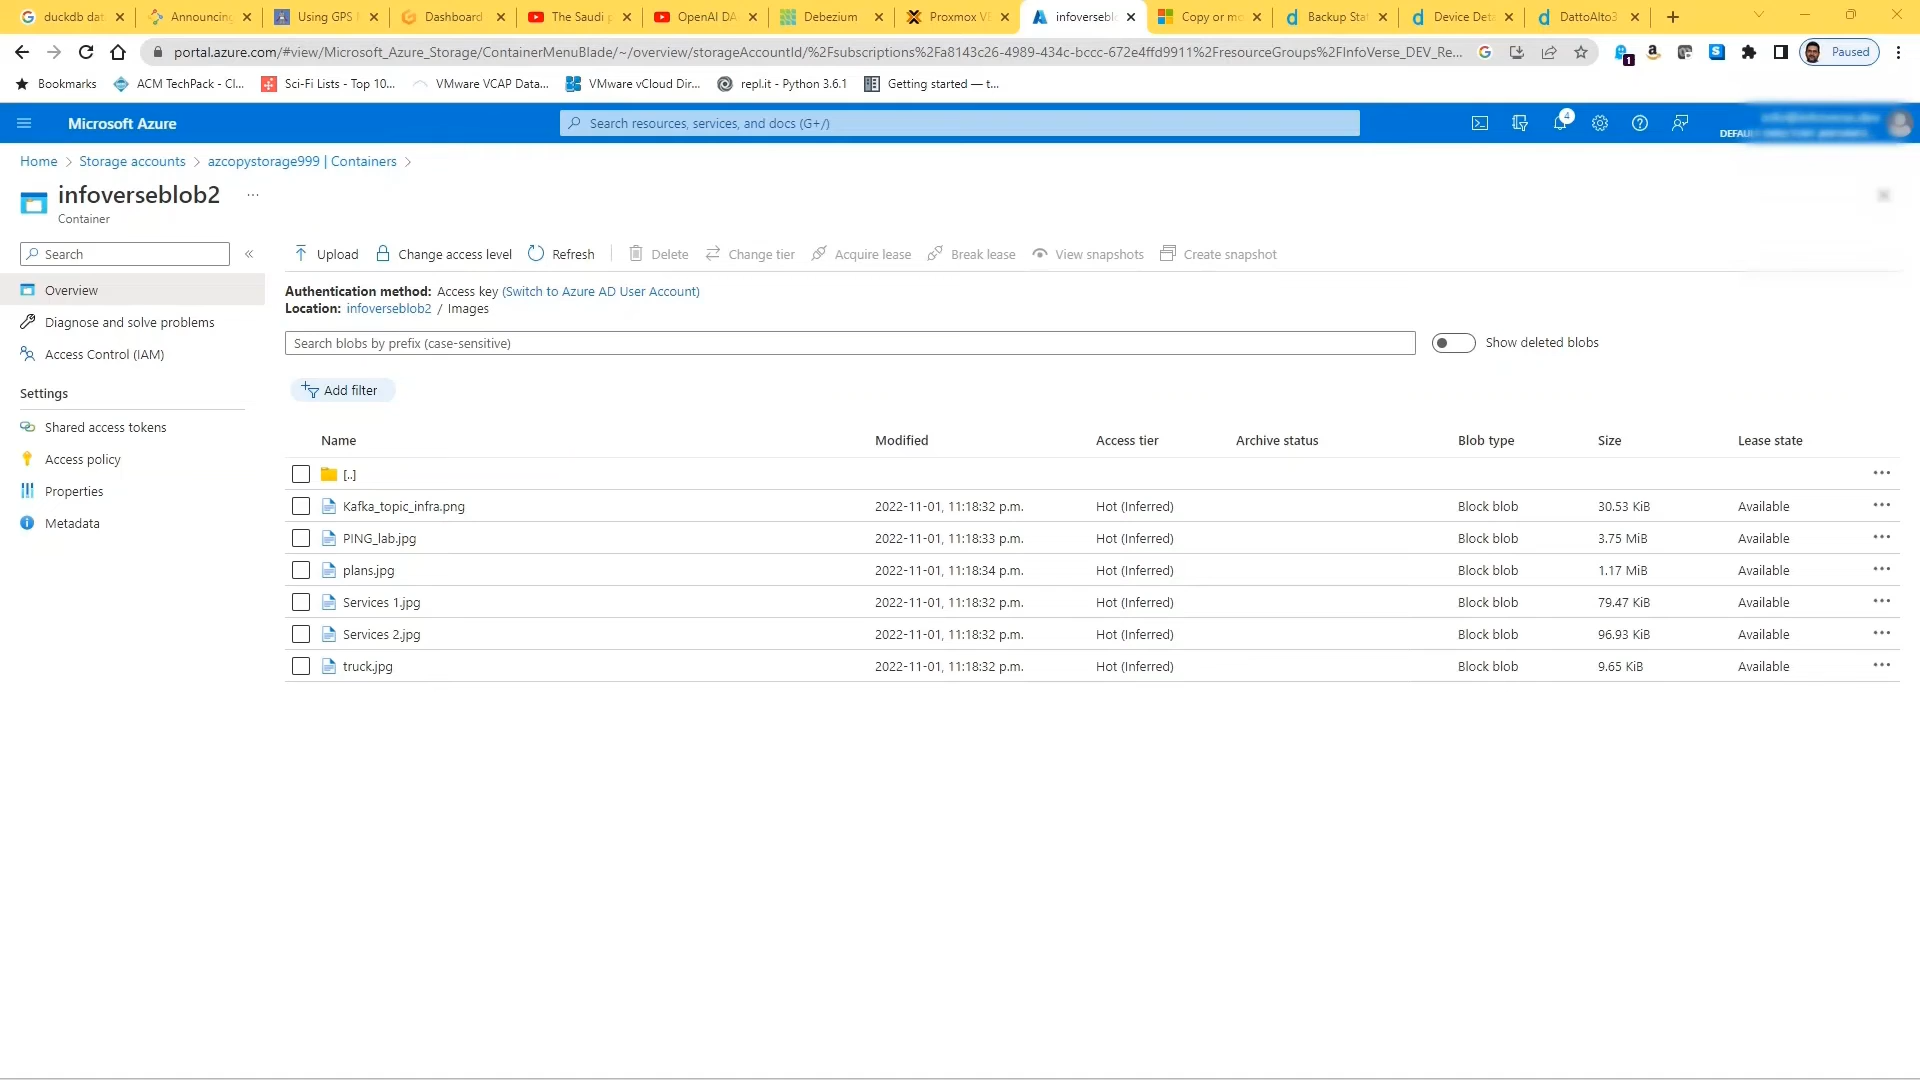 duckdb dat
Announcing
Using GPS M
Dashboard
The Saudi p
OpenAI DA
Debezium
Proxmox VE
infoversebl
Copy or mo
Backup Stat
Device Deta
DattoAlto3
portal.azure.com/#view/Microsoft_Azure_Storage/ContainerMenuBlade/~/overview/storageAccountId/%2Fsubscriptions%2Fa8143c26-4989-434c-bccc-672e4ffd9911%2FresourceGroups%2FInfoVerse_DEV_Re...
1
Paused
Bookmarks
ACM TechPack - Cl...
Sci-Fi Lists - Top 10...
VMware VCAP Data...
VMware vCloud Dir...
repl.it - Python 3.6.1
Getting started — t...
Microsoft Azure
Search resources, services, and docs (G+/)
4
Home > Storage accounts > azcopystorage999 | Containers >
infoverseblob2 ...
Container
Search
«
Overview
Diagnose and solve problems
Access Control (IAM)
Settings
Shared access tokens
Access policy
Properties
Metadata
Upload Change access level Refresh Delete Change tier Acquire lease Break lease View snapshots Create snapshot
Authentication method: Access key (Switch to Azure AD User Account)
Location: infoverseblob2 / Images
Search blobs by prefix (case-sensitive)
Show deleted blobs
Add filter
Name Modified Access tier Archive status Blob type Size Lease state
[..]
Kafka_topic_infra.png 2022-11-01, 11:18:32 p.m. Hot (Inferred) Block blob 30.53 KiB Available
PING_lab.jpg 2022-11-01, 11:18:33 p.m. Hot (Inferred) Block blob 3.75 MiB Available
plans.jpg 2022-11-01, 11:18:34 p.m. Hot (Inferred) Block blob 1.17 MiB Available
Services 1.jpg 2022-11-01, 11:18:32 p.m. Hot (Inferred) Block blob 79.47 KiB Available
Services 2.jpg 2022-11-01, 11:18:32 p.m. Hot (Inferred) Block blob 96.93 KiB Available
truck.jpg 2022-11-01, 11:18:32 p.m. Hot (Inferred) Block blob 9.65 KiB Available